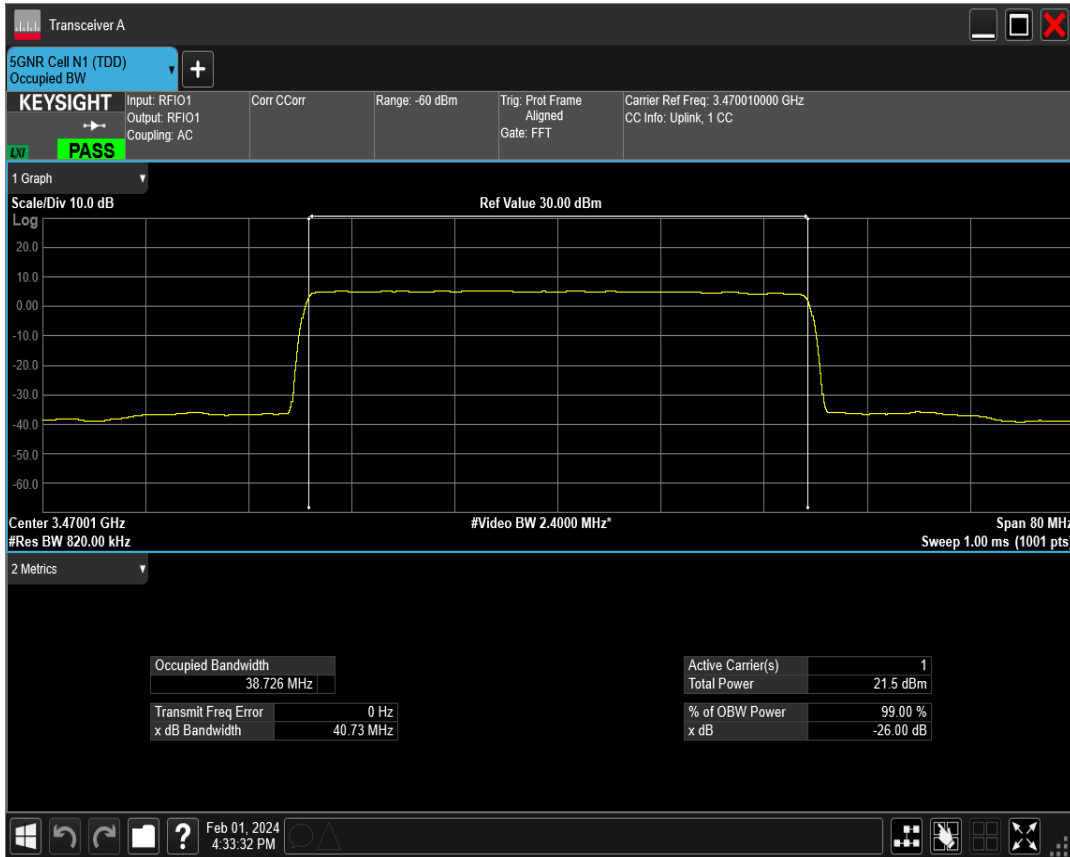 Transceiver A
5GNR Cell N1 (TDD)
Occupied BW
+
KEYSIGHT
LXI
PASS
Input: RFIO1
Output: RFIO1
Coupling: AC
Corr CCorr
Range: -60 dBm
Trig: Prot Frame
Aligned
Gate: FFT
Carrier Ref Freq: 3.470010000 GHz
CC Info: Uplink, 1 CC
1 Graph
Scale/Div 10.0 dB
Ref Value 30.00 dBm
Log
20.0
10.0
0.00
-10.0
-20.0
-30.0
-40.0
-50.0
-60.0
Center 3.47001 GHz
#Video BW 2.4000 MHz*
Span 80 MHz
#Res BW 820.00 kHz
Sweep 1.00 ms (1001 pts)
2 Metrics
Occupied Bandwidth
38.726 MHz
Transmit Freq Error 0 Hz
x dB Bandwidth 40.73 MHz
Active Carrier(s) 1
Total Power 21.5 dBm
% of OBW Power 99.00 %
x dB -26.00 dB
?
Feb 01, 2024
4:33:32 PM